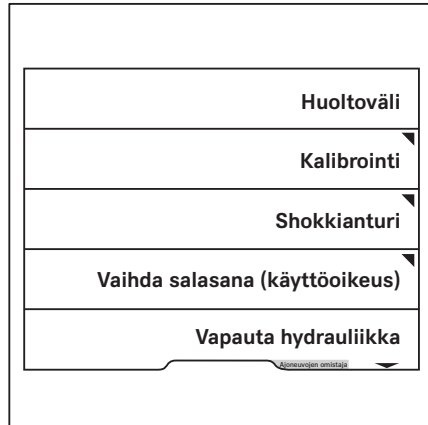 Huoltoväli
Kalibrointi
Shokkianturi
Vaihda salasana (käyttöoikeus)
Vapauta hydrauliikka
Ajoneuvojen omistaja